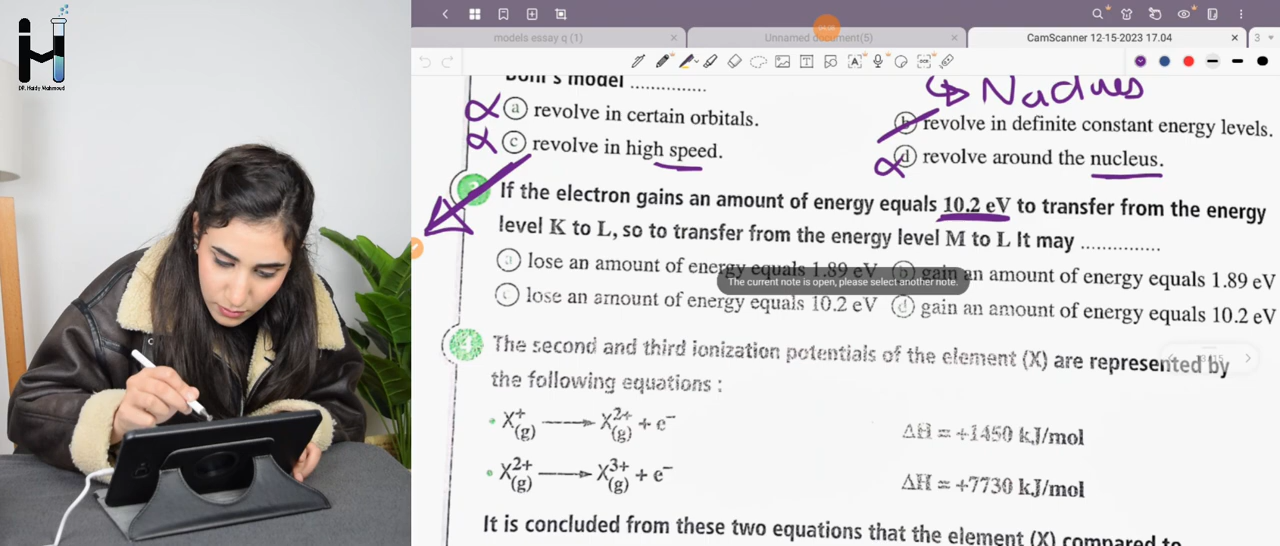 DR. Haidy Mahmoud
models essay q (1)
Unnamed document(5)
04:08
CamScanner 12-15-2023 17.04
3
Bohr's model ...............
Nucleus
a revolve in certain orbitals.
b revolve in definite constant energy levels.
c revolve in high speed.
d revolve around the nucleus.
If the electron gains an amount of energy equals 10.2 eV to transfer from the energy
level K to L, so to transfer from the energy level M to L It may ................
a lose an amount of energy equals 1.89 eV
b gain an amount of energy equals 1.89 eV
The current note is open, please select another note.
c lose an amount of energy equals 10.2 eV
d gain an amount of energy equals 10.2 eV
4 The second and third ionization potentials of the element (X) are represented by
the following equations :
• X⁺(g) ⟶ X²⁺(g) + e⁻ ΔH = +1450 kJ/mol
• X²⁺(g) ⟶ X³⁺(g) + e⁻ ΔH = +7730 kJ/mol
It is concluded from these two equations that the element (X) compared to